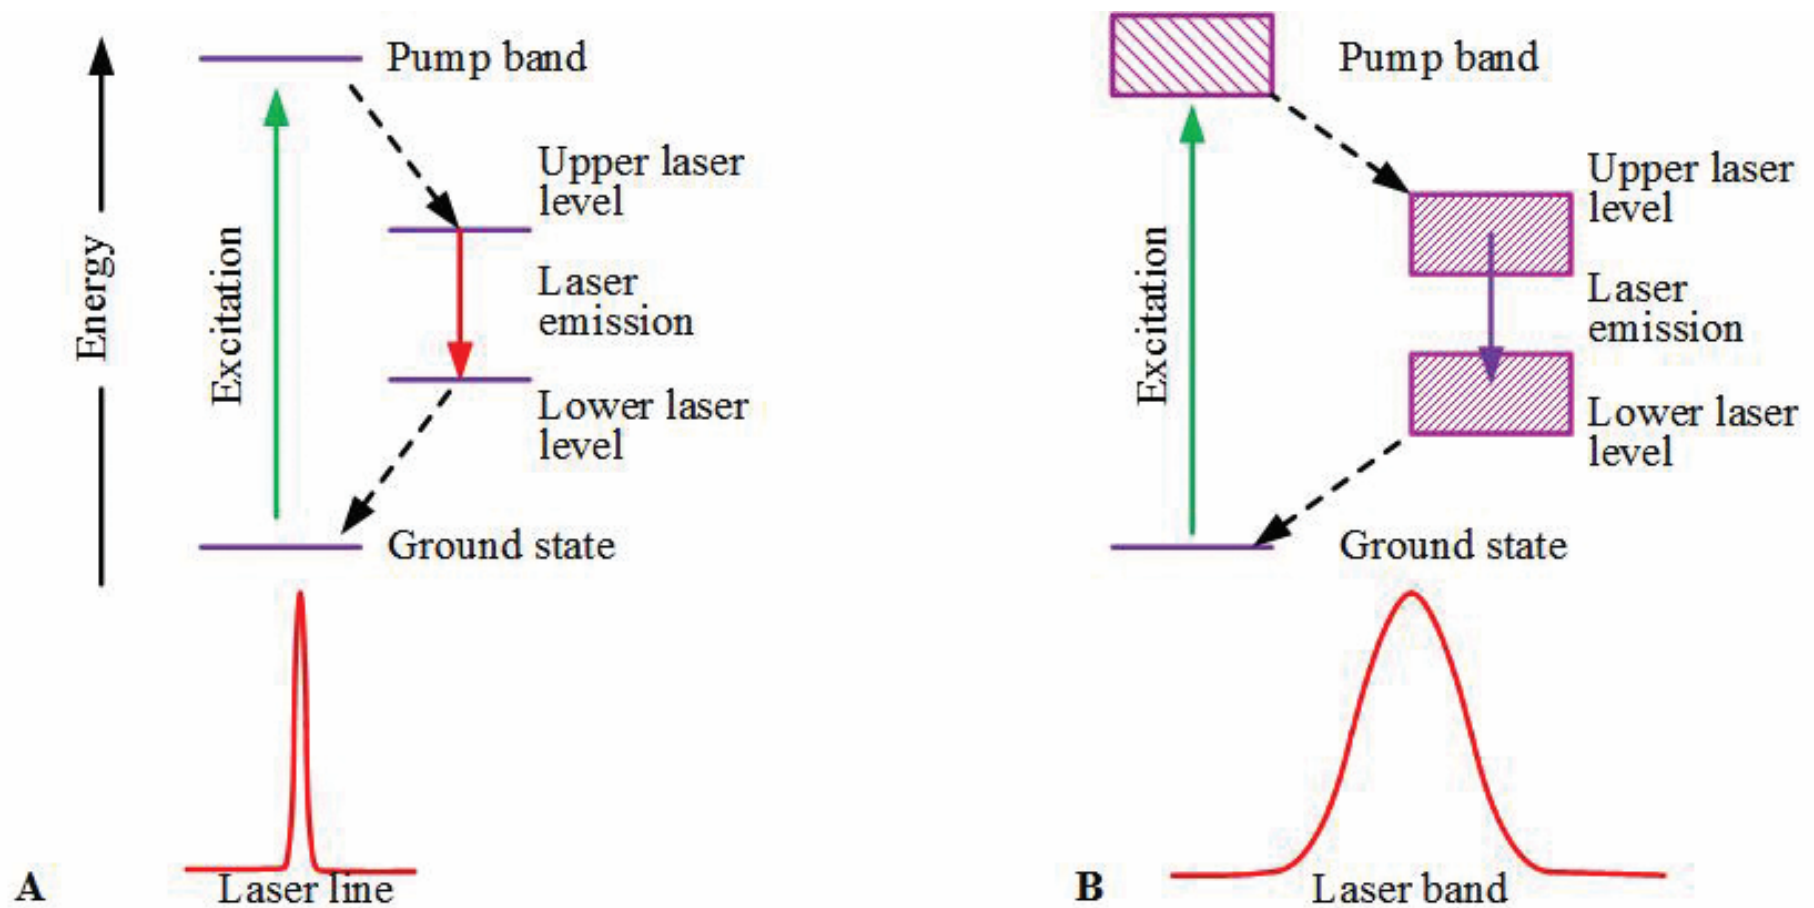 Pump band
Upper laser
level
Energy
Excitation
Laser
emission
Lower laser
level
Ground state
A
Laser line
Pump band
Upper laser
level
Excitation
Laser
emission
Lower laser
level
Ground state
B
Laser band